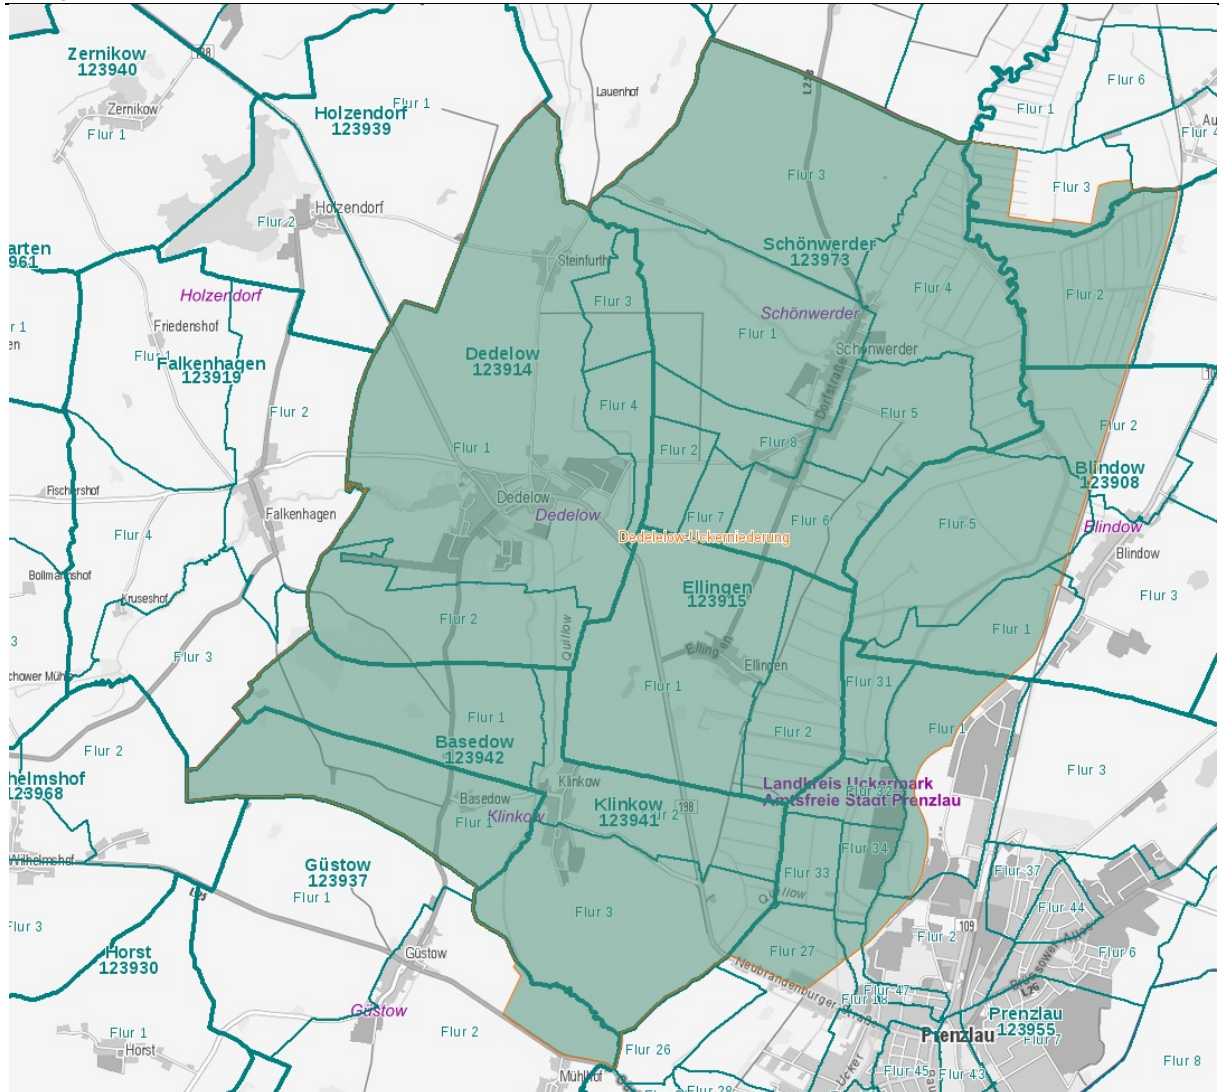 Zernikow
123940
Zernikow
Flur 1
198
Holzendorf
123939
Flur 1
Lauenhof
L258
Flur 1
Flur 6
Flur 3
Flur 3
Flur 2
Holzendorf
Steinfurth
Schönwerder
123973
Flur 4
Flur 2
Holzendorf
Friedenshof
Flur 1
Falkenhagen
123919
Flur 2
Flur 3
Schönwerder
Flur 1
Schönwerder
Dorfstraße
Dedelow
123914
Flur 4
Flur 5
Flur 2
Flur 1
Flur 2
Flur 8
Blindow
123908
Fischershof
Dedelow
Dedelow
Falkenhagen
Flur 7
Flur 6
Flur 5
Blindow
Blindow
Flur 4
Dedelelow-Uckerniederung
Bollmannshof
Kruseshof
Ellingen
123915
Flur 3
Flur 2
Quillow
Flur 1
Flur 3
Ellingen
Ellingen
Flur 1
Flur 31
Flur 1
Flur 1
Flur 2
Flur 2
Basedow
123942
Klinkow
Landkreis Uckermark
Amtsfreie Stadt Prenzlau
Flur 32
Flur 3
Basedow
Flur 1
Klinkow
Klinkow
123941
198
Wilhelmshof
Güstow
123937
Flur 1
Flur 34
Flur 33
Quillow
Flur 37
Flur 44
Flur 3
Flur 3
109
Flur 2
Horst
123930
Güstow
Flur 27
Neubrandenburger Straße
Flur 6
L26
Flur 47
Flur 18
Güstow
Prenzlau
123955
Prenzlau
Flur 7
Flur 1
Horst
Flur 2
Flur 26
Mühlhof
Flur 45
Flur 43
Flur 8
Ucker